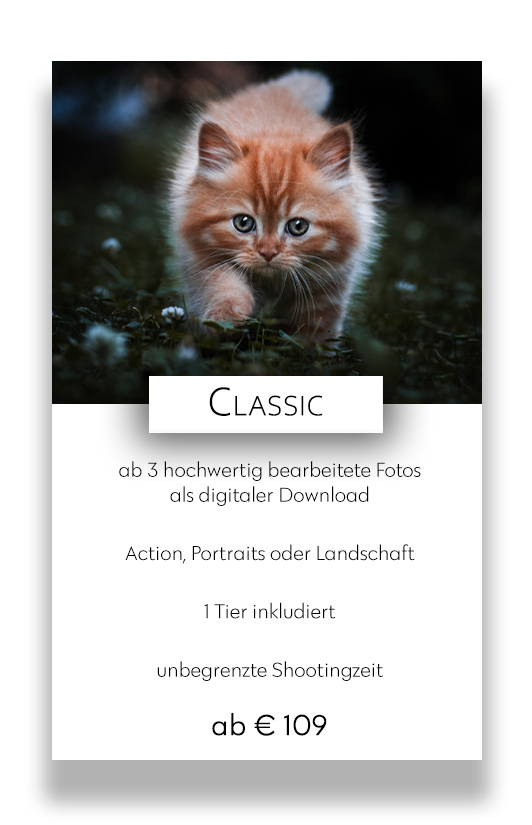 Classic
ab 3 hochwertig bearbeitete Fotos
als digitaler Download
Action, Portraits oder Landschaft
1 Tier inkludiert
unbegrenzte Shootingzeit
ab € 109